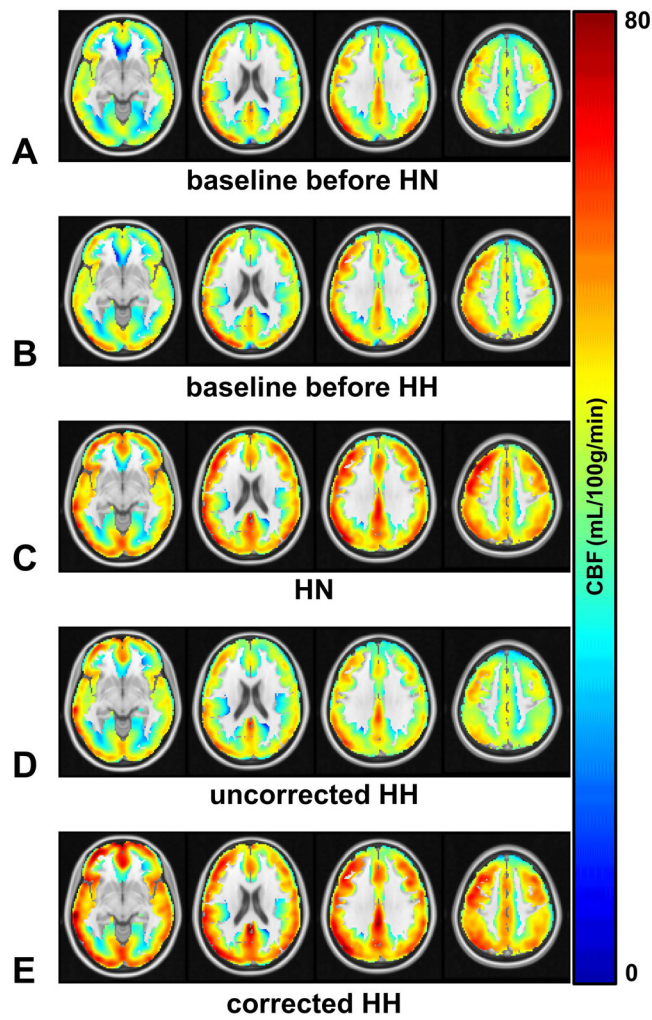 80
A
baseline before HN
B
baseline before HH
C
HN
D
uncorrected HH
E
corrected HH
CBF (mL/100g/min)
0